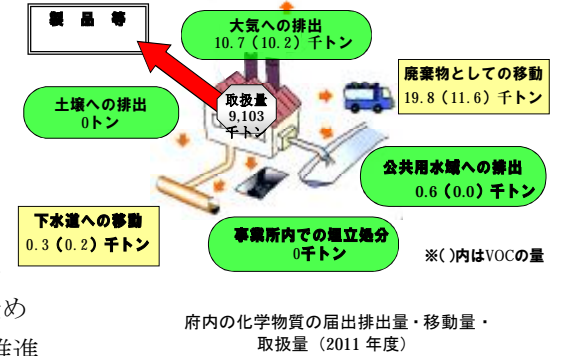 製品等
大気への排出
10.7（10.2）千トン
廃棄物としての移動
19.8（11.6）千トン
取扱量
9,103
千トン
土壌への排出
0トン
公共用水域への排出
0.6（0.0）千トン
下水道への移動
0.3（0.2）千トン
事業所内での埋立処分
0千トン
※( )内はVOCの量
府内の化学物質の届出排出量・移動量・
取扱量（2011 年度）
め
推進